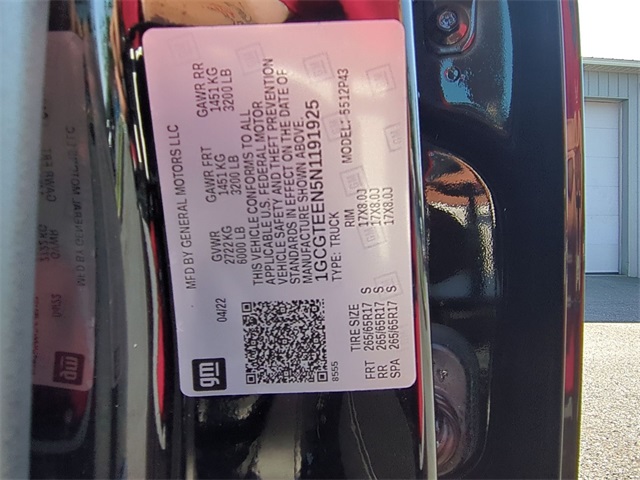 MFD BY GENERAL MOTORS LLC
04/22 GVWR GAWR FRT GAWR RR
2722 KG 1451 KG 1451 KG
6000 LB 3200 LB 3200 LB
THIS VEHICLE CONFORMS TO ALL
APPLICABLE U.S. FEDERAL MOTOR
VEHICLE SAFETY AND THEFT PREVENTION
STANDARDS IN EFFECT ON THE DATE OF
MANUFACTURE SHOWN ABOVE.
1GCGTEEN5N1191925
TYPE: TRUCK MODEL: 5512P43
gm
8555
TIRE SIZE RIM
FRT 265/65R17 S 17X8.0J
RR 265/65R17 S 17X8.0J
SPA 265/65R17 S 17X8.0J